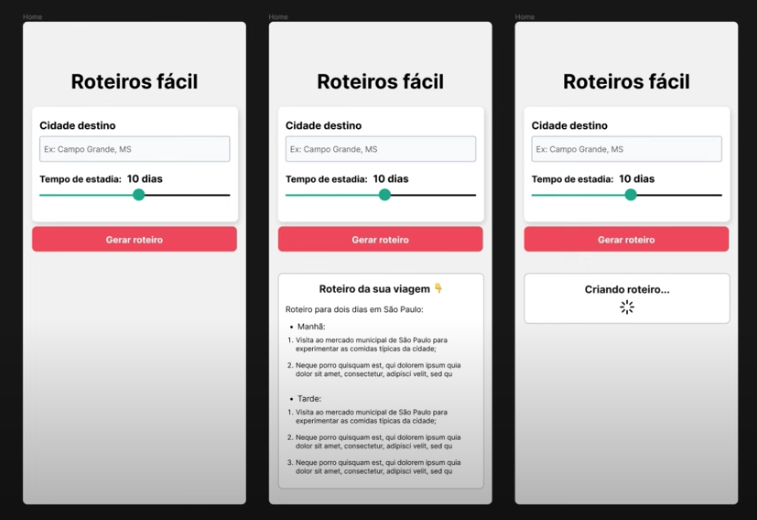 Home
Roteiros fácil
Cidade destino
Ex: Campo Grande, MS
Tempo de estadia: 10 dias
Gerar roteiro
Home
Roteiros fácil
Cidade destino
Ex: Campo Grande, MS
Tempo de estadia: 10 dias
Gerar roteiro
Roteiro da sua viagem 👇
Roteiro para dois dias em São Paulo:
• Manhã:
1. Visita ao mercado municipal de São Paulo para
experimentar as comidas típicas da cidade;
2. Neque porro quisquam est, qui dolorem ipsum quia
dolor sit amet, consectetur, adipisci velit, sed qu
• Tarde:
1. Visita ao mercado municipal de São Paulo para
experimentar as comidas típicas da cidade;
2. Neque porro quisquam est, qui dolorem ipsum quia
dolor sit amet, consectetur, adipisci velit, sed qu
3. Neque porro quisquam est, qui dolorem ipsum quia
dolor sit amet, consectetur, adipisci velit, sed qu
Home
Roteiros fácil
Cidade destino
Ex: Campo Grande, MS
Tempo de estadia: 10 dias
Gerar roteiro
Criando roteiro...